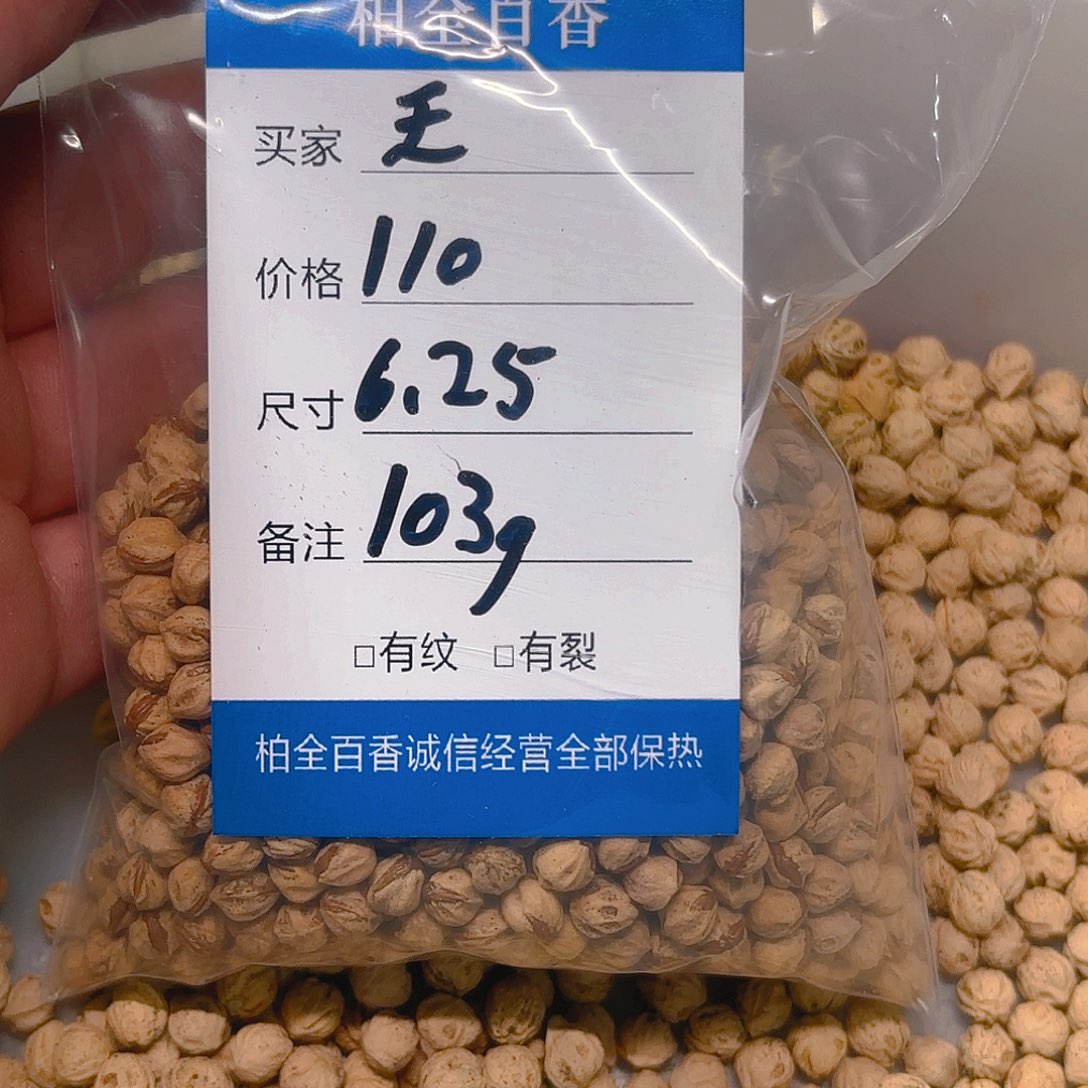 柏全百香
买家 无
价格 110
尺寸 6.25
备注 103g
□有纹 □有裂
柏全百香诚信经营全部保热